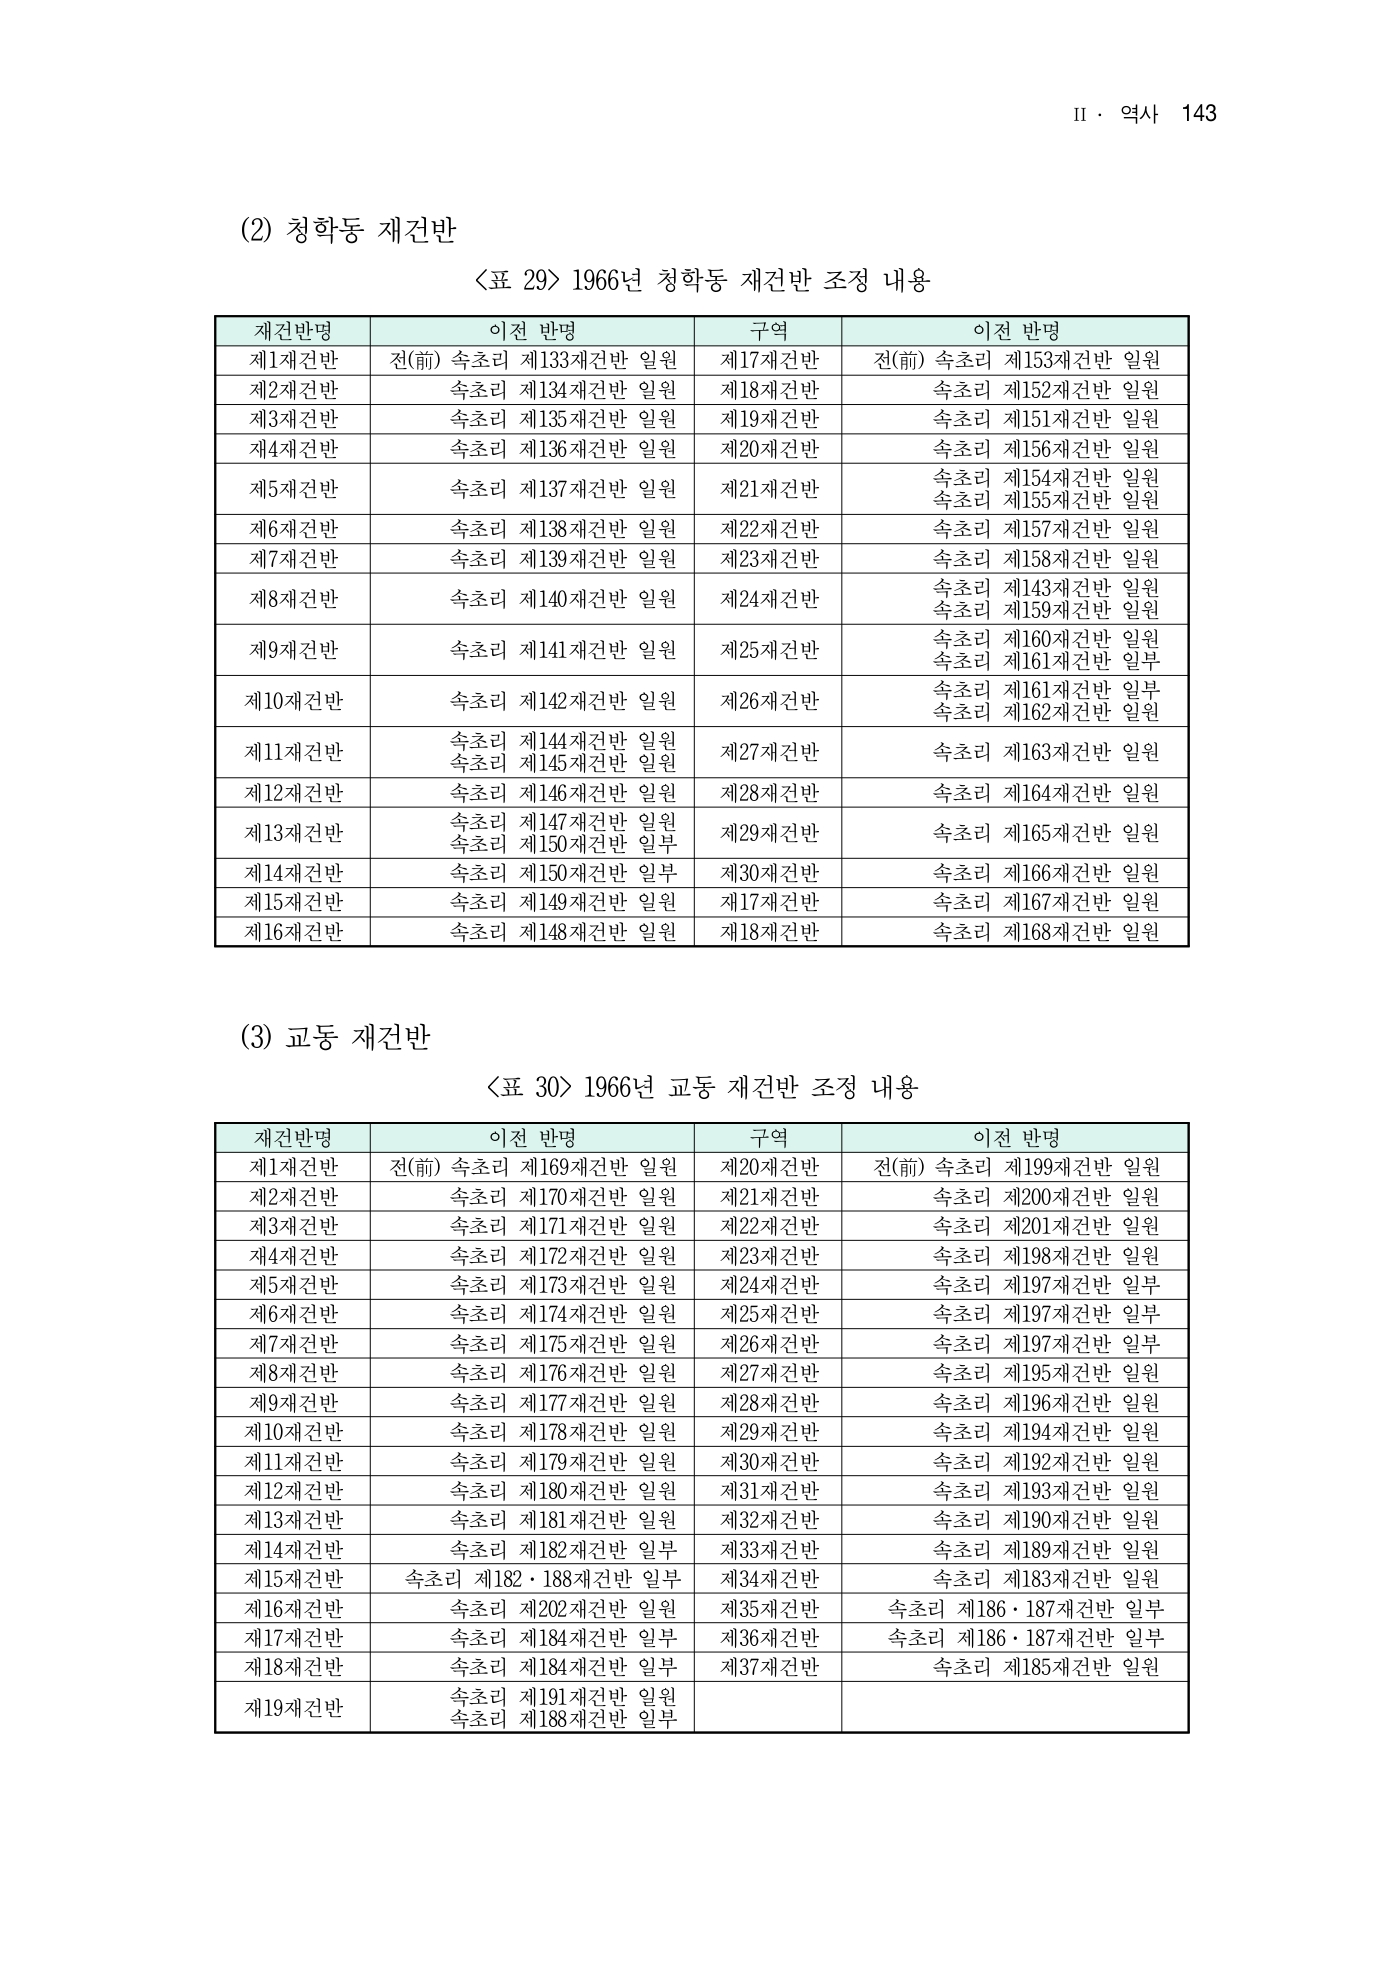 II · 역사 143
(2) 청학동 재건반
<표 29> 1966년 청학동 재건반 조정 내용
재건반명 이전 반명 구역 이전 반명
제1재건반 전(前) 속초리 제133재건반 일원 제17재건반 전(前) 속초리 제153재건반 일원
제2재건반 속초리 제134재건반 일원 제18재건반 속초리 제152재건반 일원
제3재건반 속초리 제135재건반 일원 제19재건반 속초리 제151재건반 일원
재4재건반 속초리 제136재건반 일원 제20재건반 속초리 제156재건반 일원
제5재건반 속초리 제137재건반 일원 제21재건반 속초리 제154재건반 일원
속초리 제155재건반 일원
제6재건반 속초리 제138재건반 일원 제22재건반 속초리 제157재건반 일원
제7재건반 속초리 제139재건반 일원 제23재건반 속초리 제158재건반 일원
제8재건반 속초리 제140재건반 일원 제24재건반 속초리 제143재건반 일원
속초리 제159재건반 일원
제9재건반 속초리 제141재건반 일원 제25재건반 속초리 제160재건반 일원
속초리 제161재건반 일부
제10재건반 속초리 제142재건반 일원 제26재건반 속초리 제161재건반 일부
속초리 제162재건반 일원
제11재건반 속초리 제144재건반 일원
속초리 제145재건반 일원 제27재건반 속초리 제163재건반 일원
제12재건반 속초리 제146재건반 일원 제28재건반 속초리 제164재건반 일원
제13재건반 속초리 제147재건반 일원
속초리 제150재건반 일부 제29재건반 속초리 제165재건반 일원
제14재건반 속초리 제150재건반 일부 제30재건반 속초리 제166재건반 일원
제15재건반 속초리 제149재건반 일원 재17재건반 속초리 제167재건반 일원
제16재건반 속초리 제148재건반 일원 재18재건반 속초리 제168재건반 일원
(3) 교동 재건반
<표 30> 1966년 교동 재건반 조정 내용
재건반명 이전 반명 구역 이전 반명
제1재건반 전(前) 속초리 제169재건반 일원 제20재건반 전(前) 속초리 제199재건반 일원
제2재건반 속초리 제170재건반 일원 제21재건반 속초리 제200재건반 일원
제3재건반 속초리 제171재건반 일원 제22재건반 속초리 제201재건반 일원
재4재건반 속초리 제172재건반 일원 제23재건반 속초리 제198재건반 일원
제5재건반 속초리 제173재건반 일원 제24재건반 속초리 제197재건반 일부
제6재건반 속초리 제174재건반 일원 제25재건반 속초리 제197재건반 일부
제7재건반 속초리 제175재건반 일원 제26재건반 속초리 제197재건반 일부
제8재건반 속초리 제176재건반 일원 제27재건반 속초리 제195재건반 일원
제9재건반 속초리 제177재건반 일원 제28재건반 속초리 제196재건반 일원
제10재건반 속초리 제178재건반 일원 제29재건반 속초리 제194재건반 일원
제11재건반 속초리 제179재건반 일원 제30재건반 속초리 제192재건반 일원
제12재건반 속초리 제180재건반 일원 제31재건반 속초리 제193재건반 일원
제13재건반 속초리 제181재건반 일원 제32재건반 속초리 제190재건반 일원
제14재건반 속초리 제182재건반 일부 제33재건반 속초리 제189재건반 일원
제15재건반 속초리 제182·188재건반 일부 제34재건반 속초리 제183재건반 일원
제16재건반 속초리 제202재건반 일원 제35재건반 속초리 제186·187재건반 일부
재17재건반 속초리 제184재건반 일부 제36재건반 속초리 제186·187재건반 일부
재18재건반 속초리 제184재건반 일부 제37재건반 속초리 제185재건반 일원
재19재건반 속초리 제191재건반 일원
속초리 제188재건반 일부